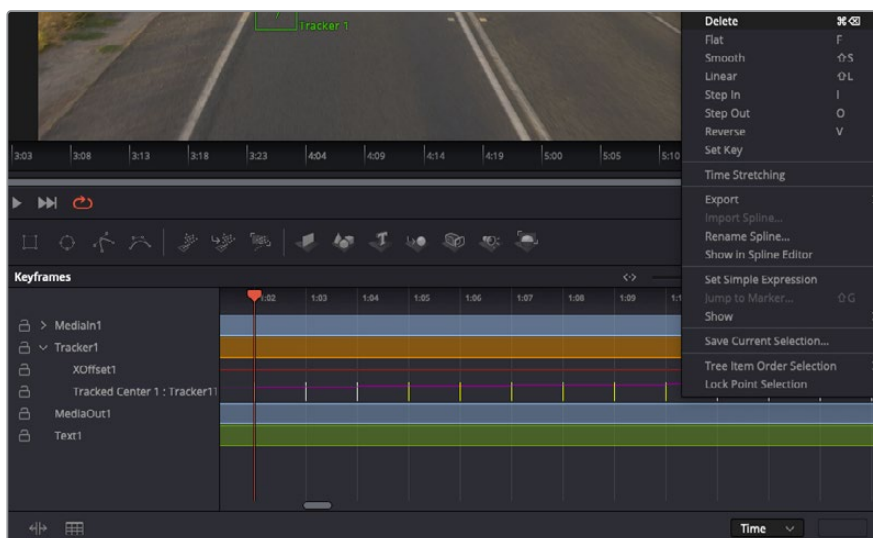 Tracker 1
Delete ⌘⌫
Flat F
Smooth ⇧S
Linear ⇧L
Step In I
Step Out O
Reverse V
Set Key
Time Stretching
Export
Import Spline...
Rename Spline...
Show in Spline Editor
Set Simple Expression
Jump to Marker... ⇧G
Show
Save Current Selection...
Tree Item Order Selection
Lock Point Selection
3:03 3:08 3:13 3:18 3:23 4:04 4:09 4:14 4:19 5:00 5:05 5:10
Keyframes
1:02 1:03 1:04 1:05 1:06 1:07 1:08 1:09
MediaIn1
Tracker1
XOffset1
Tracked Center 1 : Tracker1
MediaOut1
Text1
Time